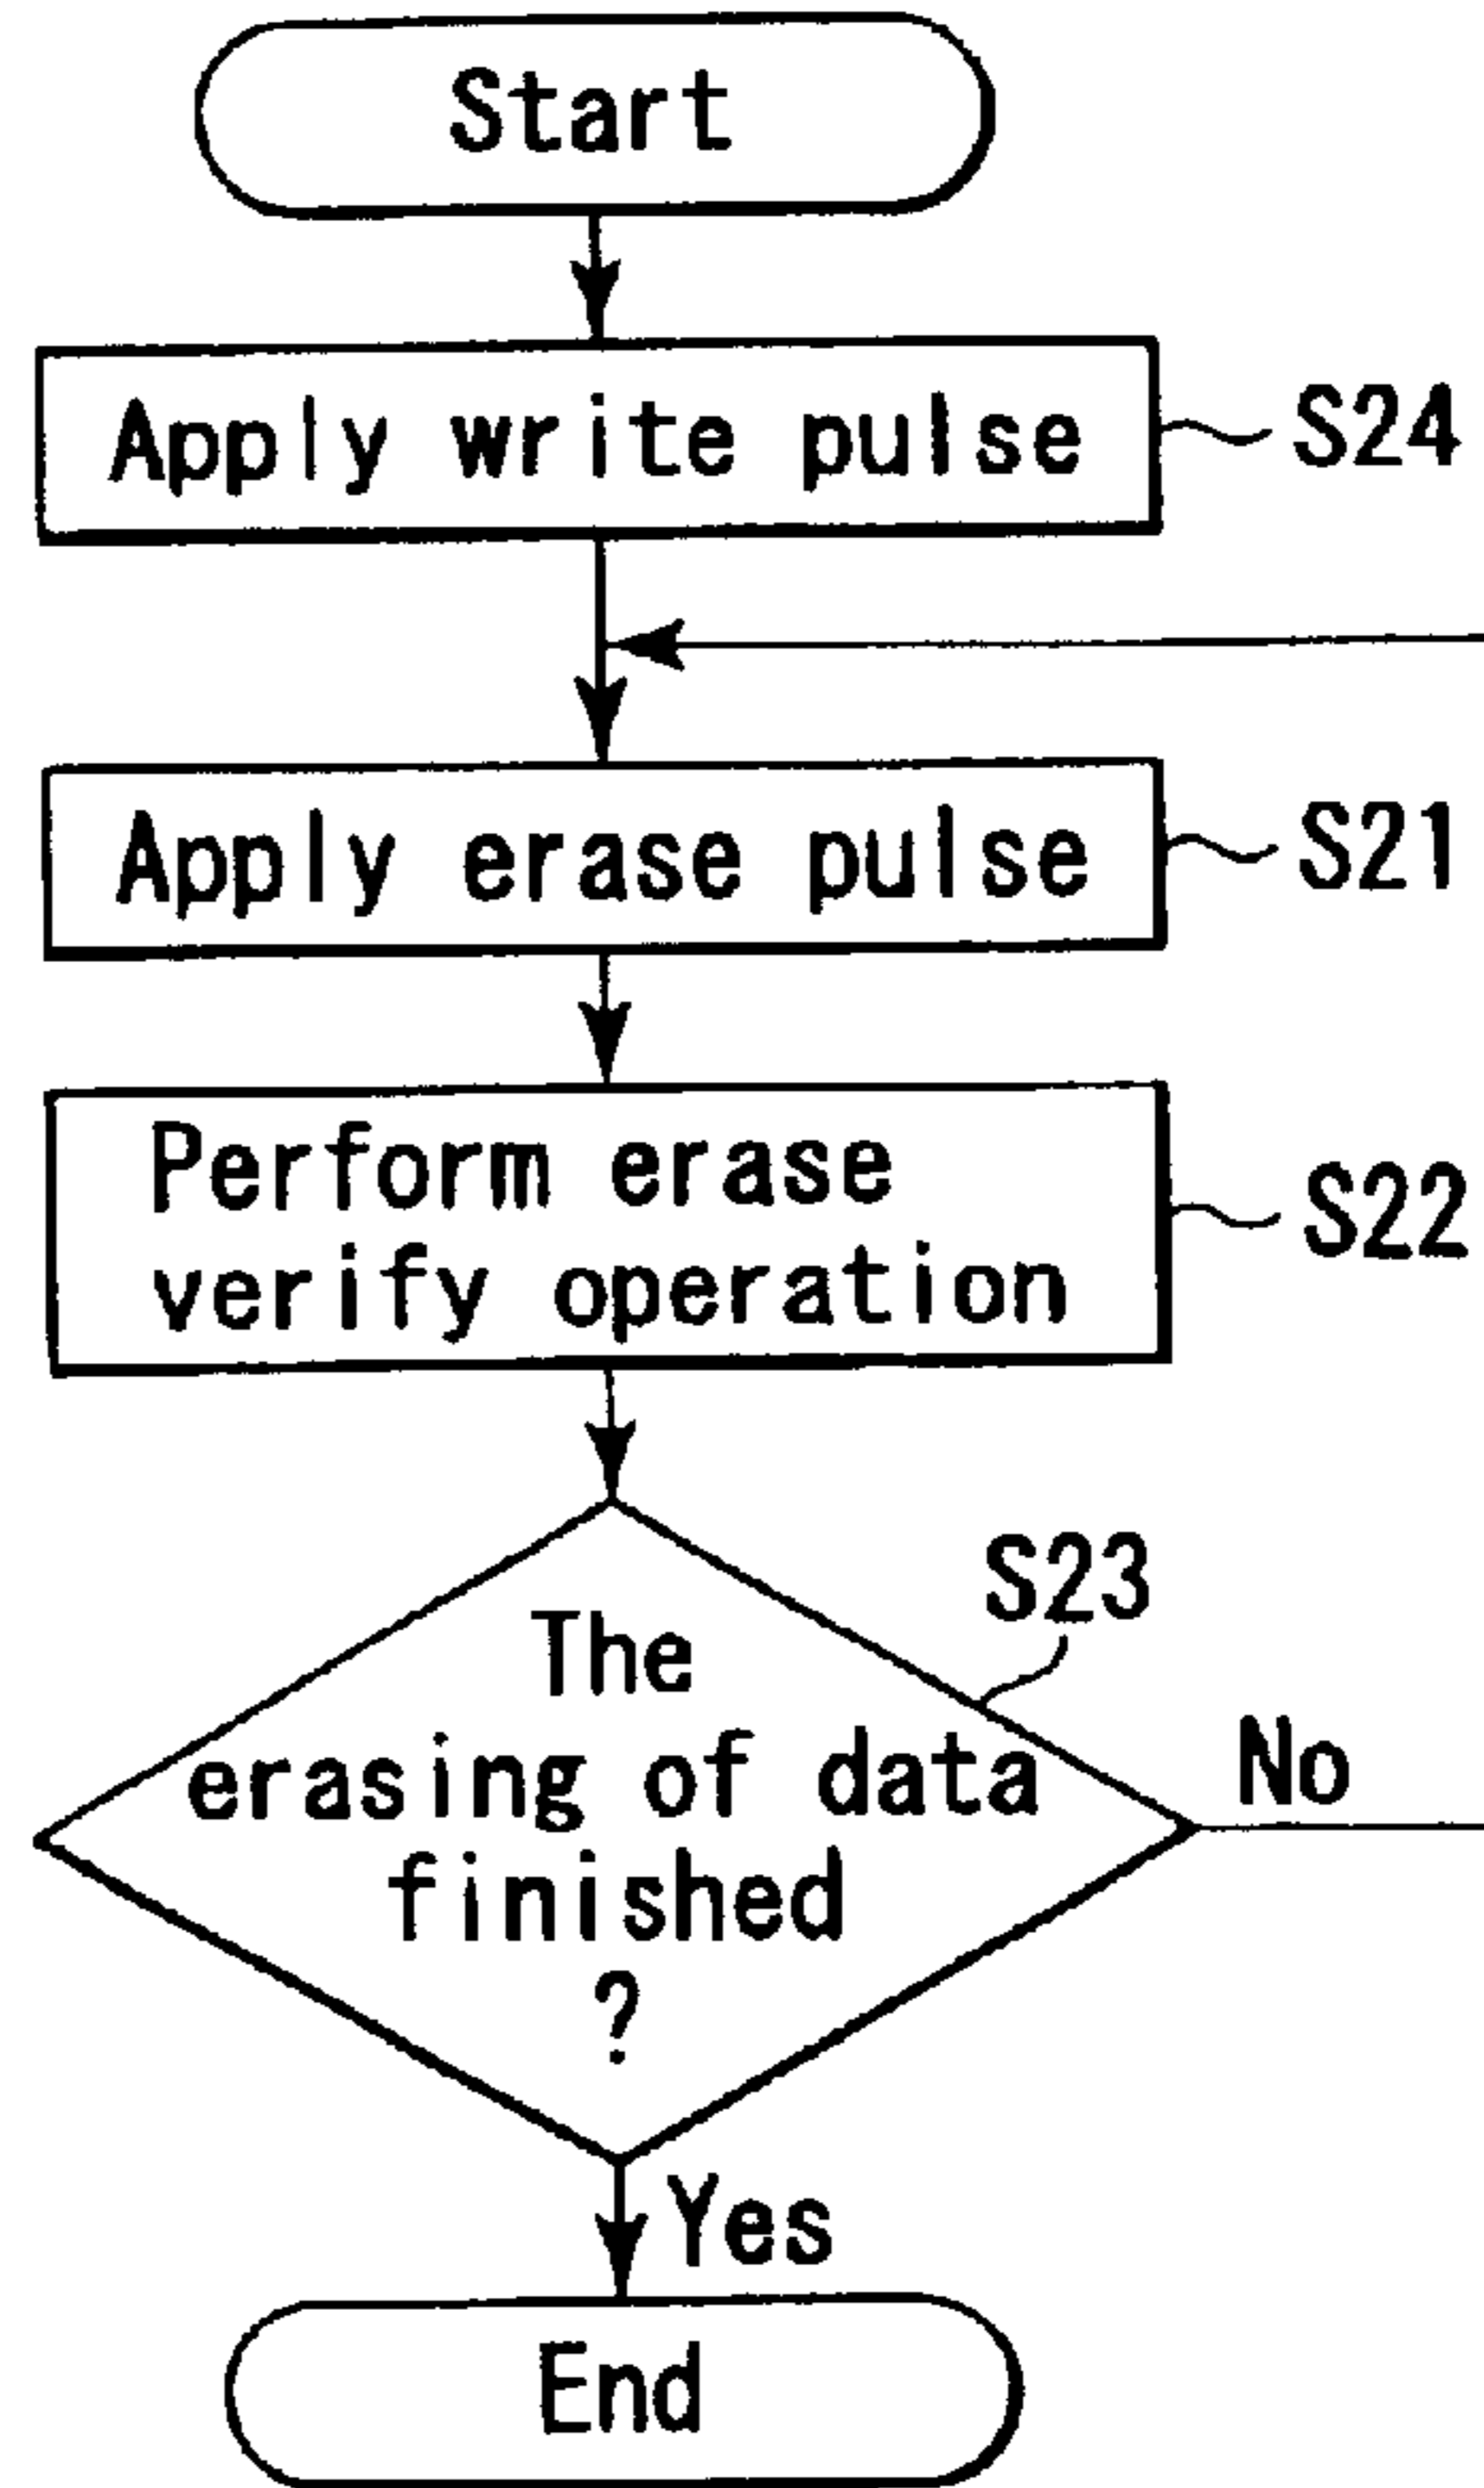 Start
Apply write pulse
S24
Apply erase pulse
S21
Perform erase
verify operation
S22
S23
The
erasing of data
finished
?
No
Yes
End